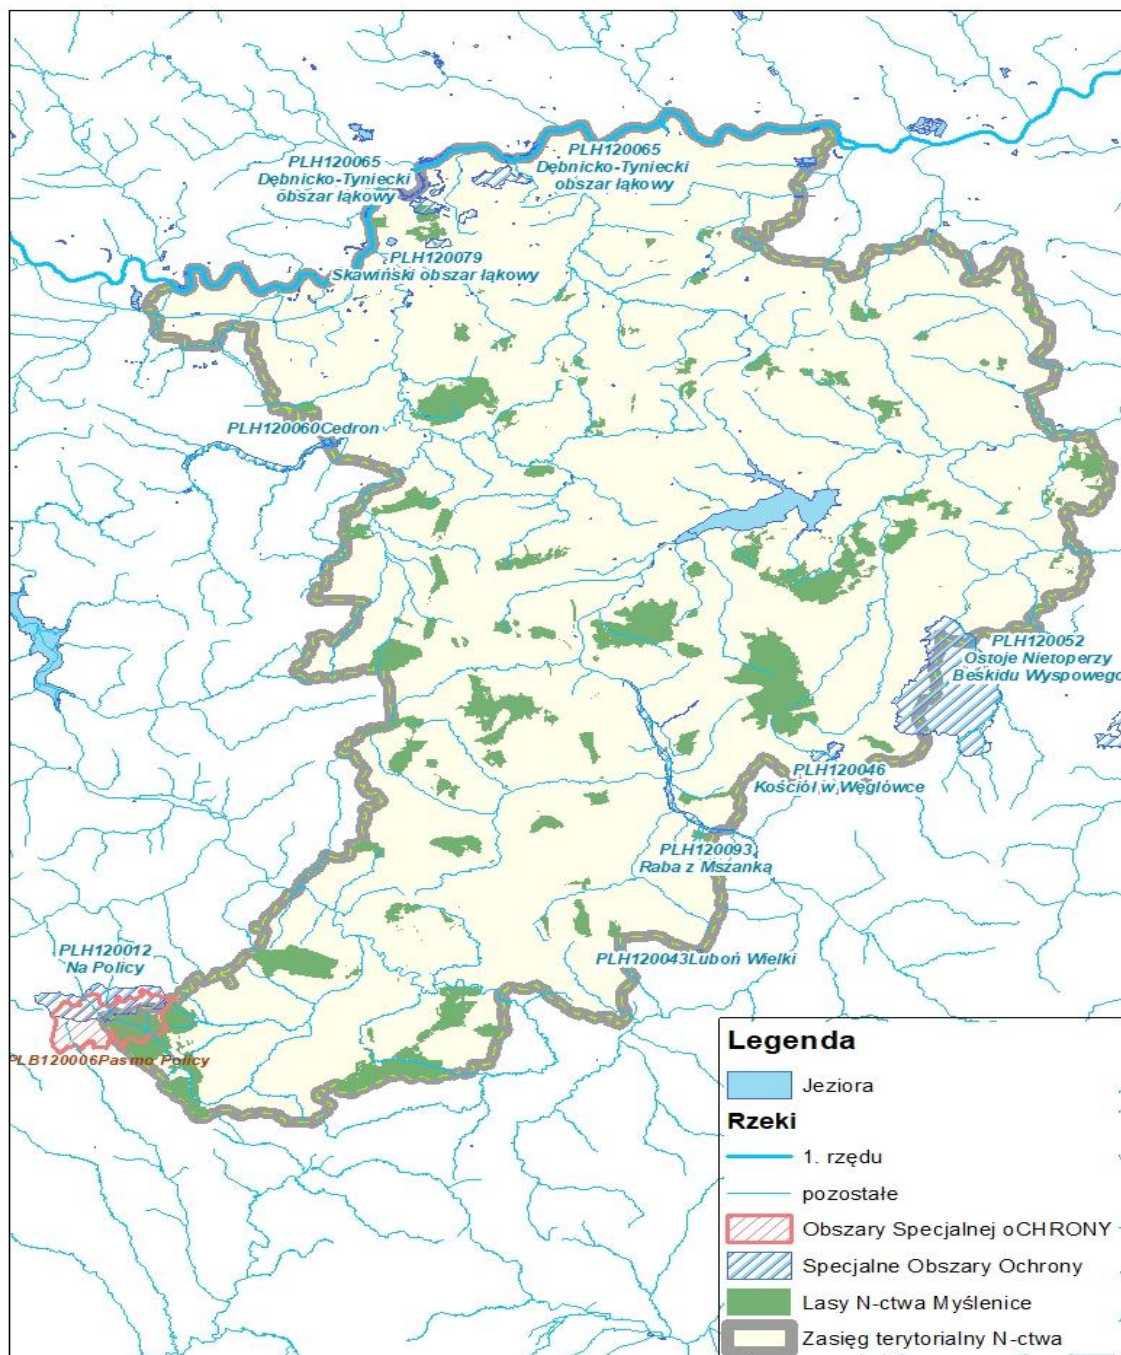 PLH120065
Dębnicko-Tyniecki
obszar łąkowy
PLH120065
Dębnicko-Tyniecki
obszar łąkowy
PLH120079
Skawiński obszar łąkowy
PLH120060Cedron
PLH120052
Ostoje Nietoperzy
Beskidu Wyspowego
PLH120046
Kościół w Węglówce
PLH120093
Raba z Mszanką
PLH120012
Na Policy
PLH120043Luboń Wielki
PLB120006Pasmo Policy
Legenda
Jeziora
Rzeki
1. rzędu
pozostałe
Obszary Specjalnej oCHRONY
Specjalne Obszary Ochrony
Lasy N-ctwa Myślenice
Zasięg terytorialny N-ctwa